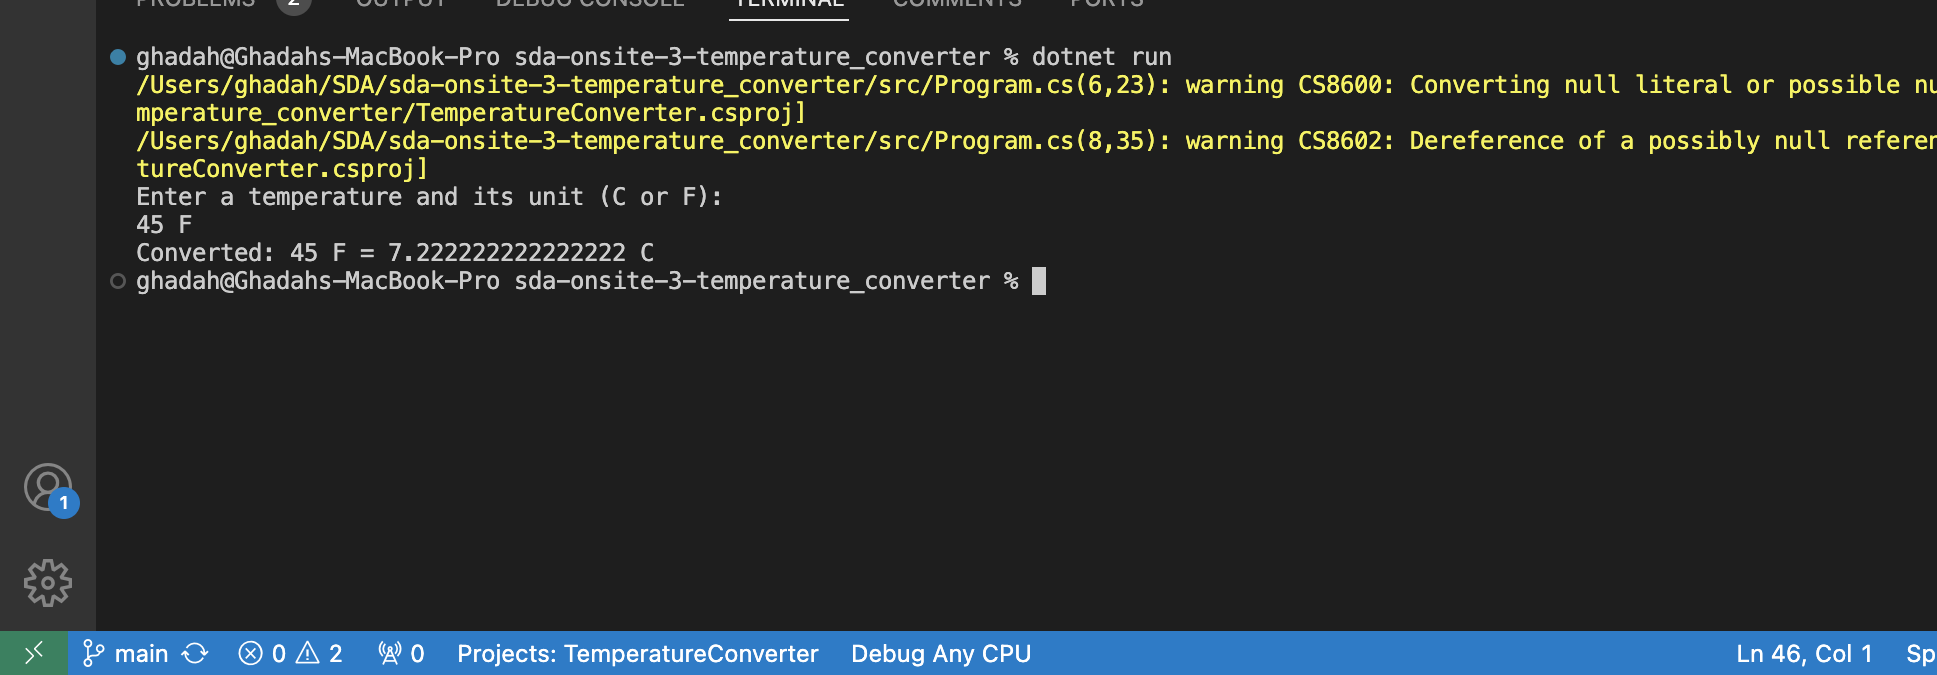 PROBLEMS 2 OUTPUT DEBUG CONSOLE TERMINAL COMMENTS PORTS
ghadah@Ghadahs-MacBook-Pro sda-onsite-3-temperature_converter % dotnet run
/Users/ghadah/SDA/sda-onsite-3-temperature_converter/src/Program.cs(6,23): warning CS8600: Converting null literal or possible nu
mperature_converter/TemperatureConverter.csproj]
/Users/ghadah/SDA/sda-onsite-3-temperature_converter/src/Program.cs(8,35): warning CS8602: Dereference of a possibly null referen
tureConverter.csproj]
Enter a temperature and its unit (C or F):
45 F
Converted: 45 F = 7.222222222222222 C
ghadah@Ghadahs-MacBook-Pro sda-onsite-3-temperature_converter %
1
main 0 2 0 Projects: TemperatureConverter Debug Any CPU Ln 46, Col 1 Sp